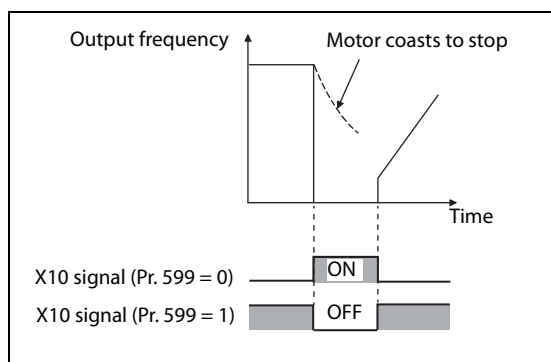 Output frequency
Motor coasts to stop
Time
X10 signal (Pr. 599 = 0)
ON
X10 signal (Pr. 599 = 1)
OFF